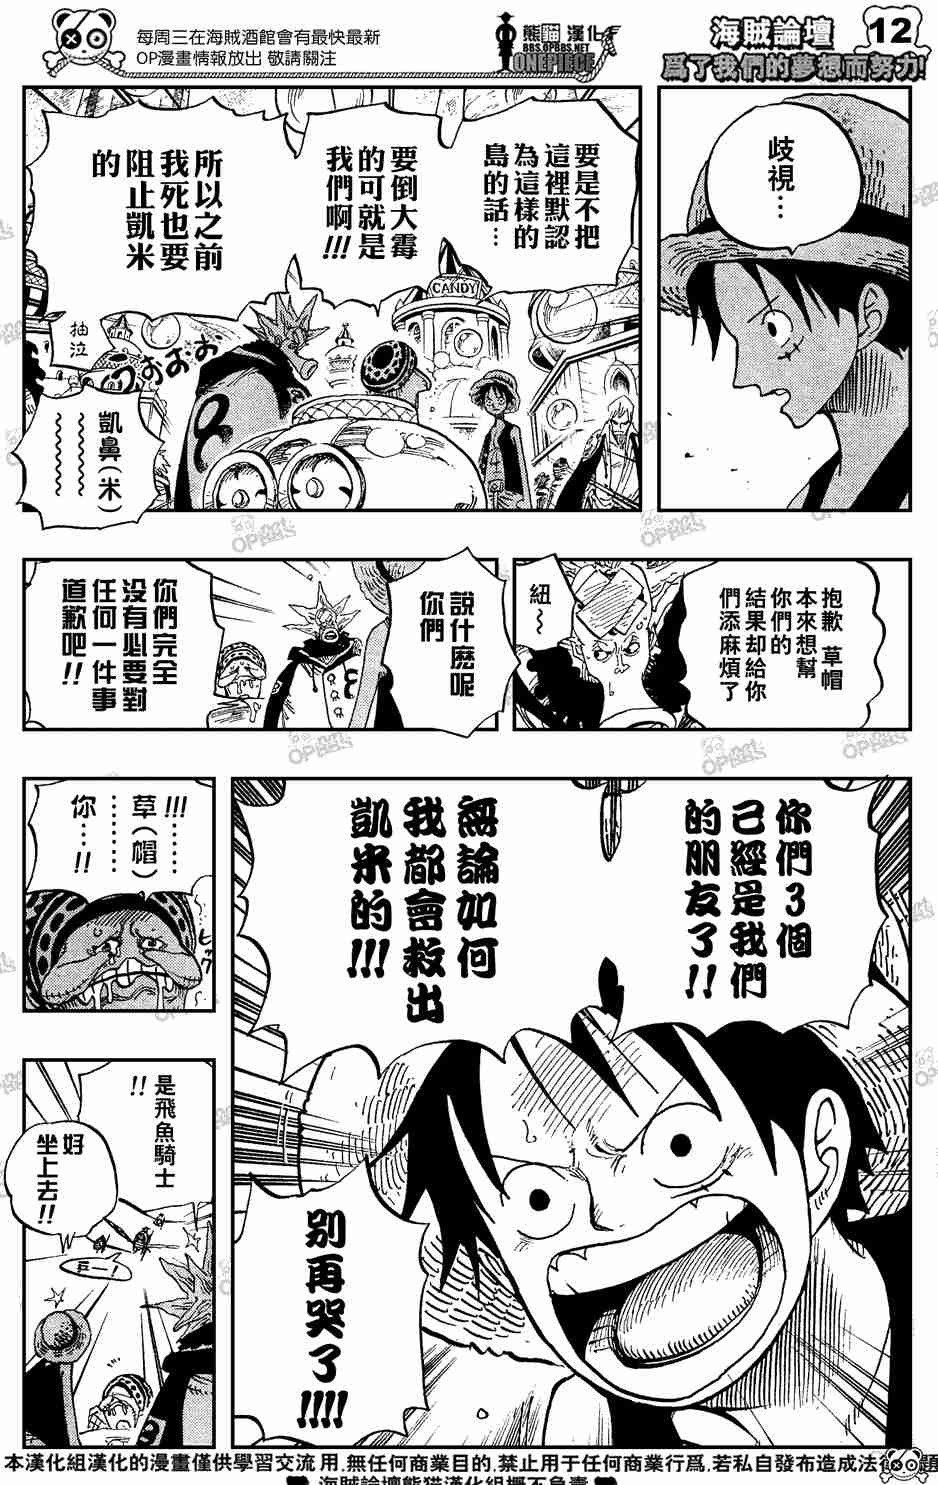 每周三在海賊酒館會有最快最新
OP漫畫情報放出 敬請關注
熊貓漢化
BBS.OPBBS.NET
ONEPIECE
海賊論壇
爲了我們的夢想而努力!
12
歧視…
要是不把
這裡默認
為這樣的
島的話…
要倒大霉
的可就是
我們啊!!!
所以之前
我死也要
阻止凱米
的
CANDY
抽泣
おおお
凱鼻(米)
~~~~
抱歉 草帽
本來想幫
你們的
結果却給你
們添麻煩了
紐~
說什麽呢
你們
你們完全
没有必要對
任何一件事
道歉吧!!
你們3個
已經是我們
的朋友了!!
無論如何
我都會救出
凱米的!!!
別再哭了!!!!
!!!……
草(帽)
………
你…!!
是飛魚騎士
!!
好
坐上去!!
本漢化組漢化的漫畫僅供學習交流用,無任何商業目的,禁止用于任何商業行爲,若私自發布造成法律問題
海賊論壇熊貓漢化組概不負責